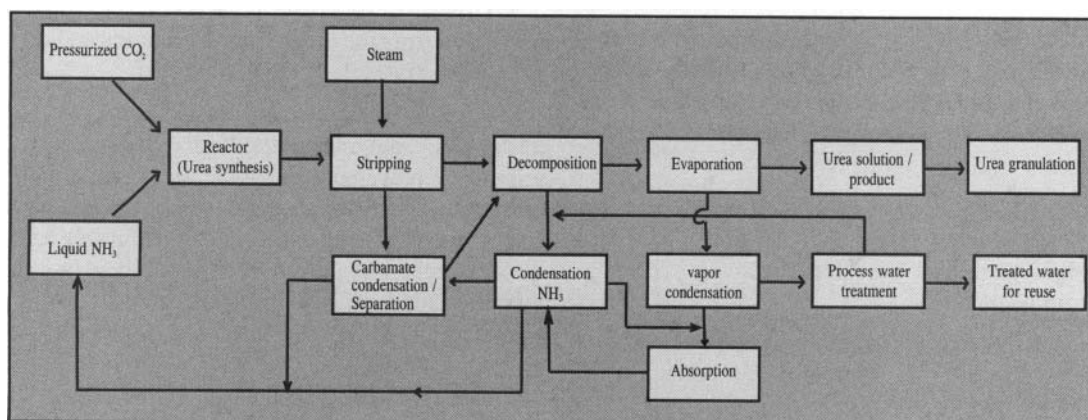 Pressurized CO₂
Steam
Reactor
(Urea synthesis)
Stripping
Decomposition
Evaporation
Urea solution /
product
Urea granulation
Liquid NH₃
Carbamate
condensation /
Separation
Condensation
NH₃
vapor
condensation
Process water
treatment
Treated water
for reuse
Absorption